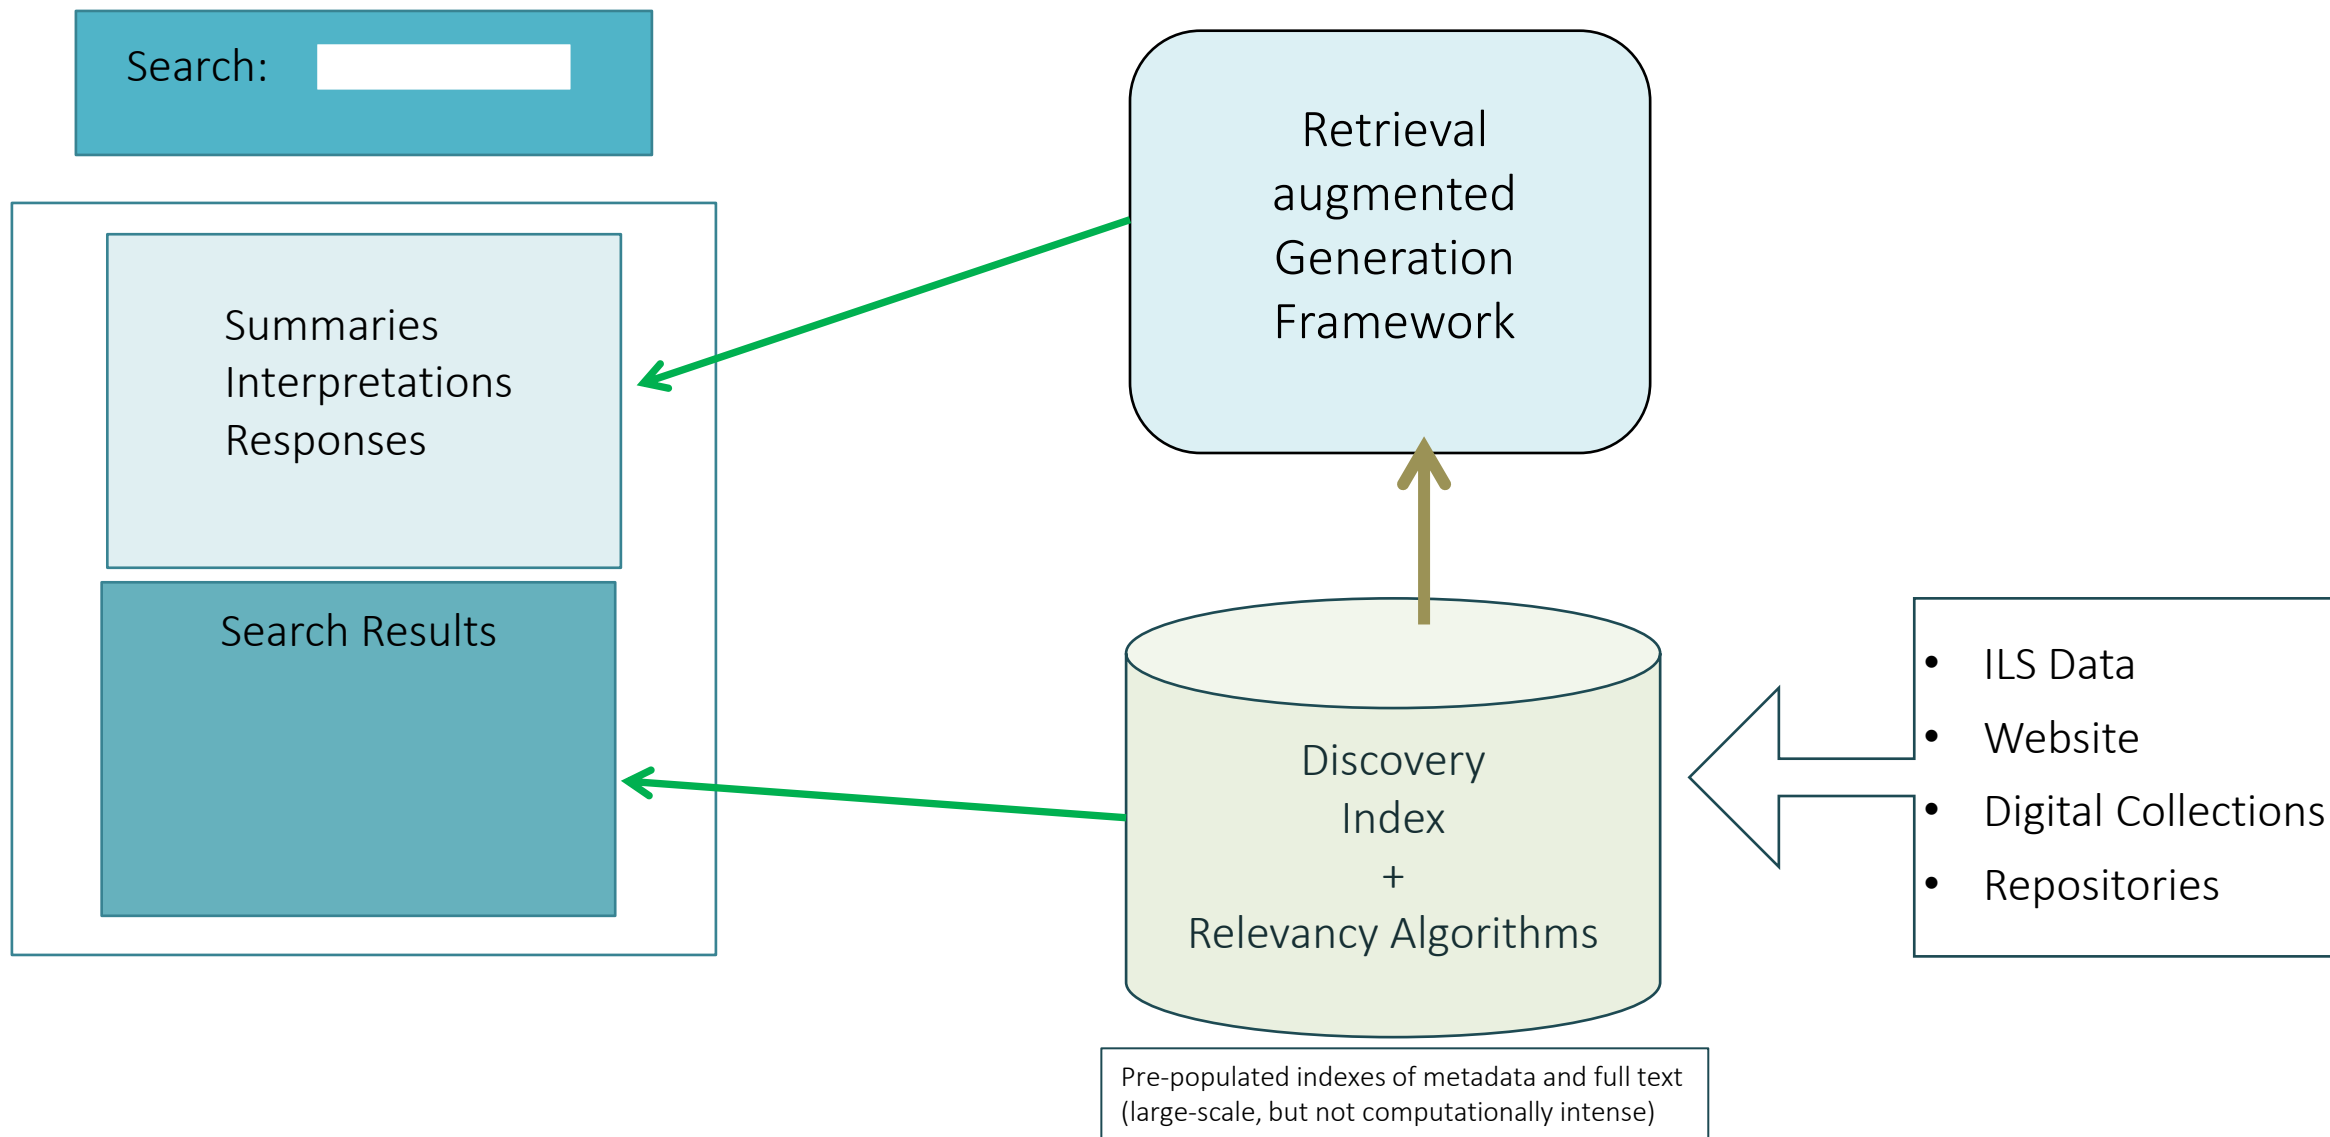 Search:
Summaries
Interpretations
Responses
Search Results
Retrieval
augmented
Generation
Framework
Discovery
Index
+
Relevancy Algorithms
Pre-populated indexes of metadata and full text
(large-scale, but not computationally intense)
• ILS Data
• Website
• Digital Collections
• Repositories